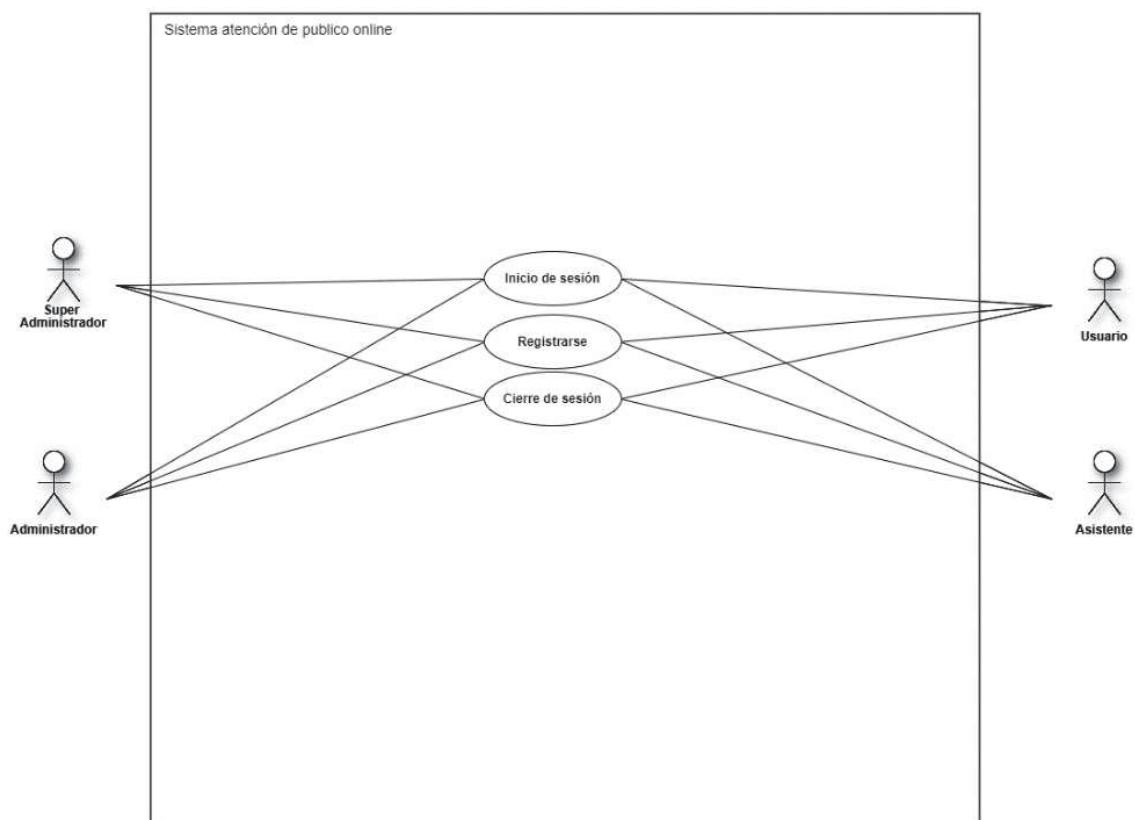 Sistema atención de publico online
Inicio de sesión
Super
Administrador
Registrarse
Usuario
Cierre de sesión
Administrador
Asistente